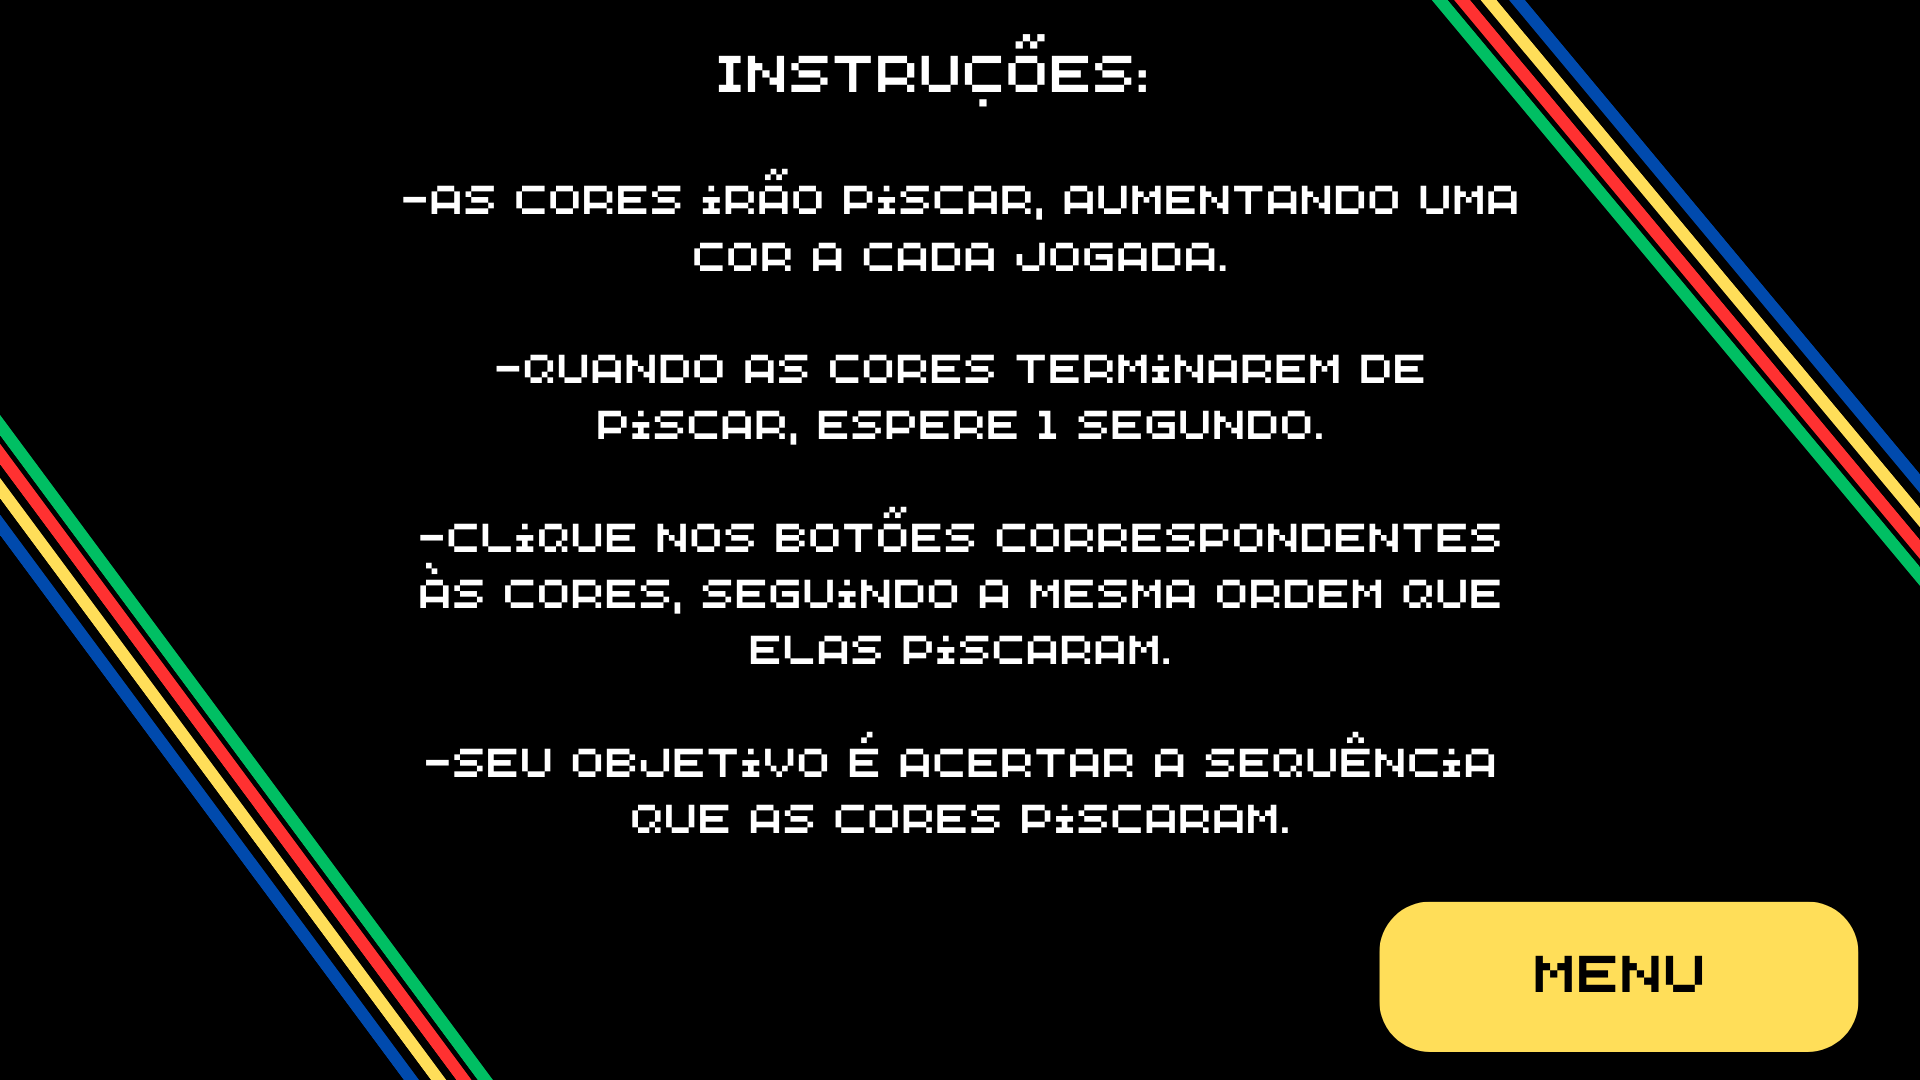 INSTRUÇÕES:
-AS CORES iRÃO PiSCAR, AUMENTANDO UMA
COR A CADA JOGADA.
-QUANDO AS CORES TERMiNAREM DE
PiSCAR, ESPERE 1 SEGUNDO.
-CLiQUE NOS BOTÕES CORRESPONDENTES
ÀS CORES, SEGUiNDO A MESMA ORDEM QUE
ELAS PiSCARAM.
-SEU OBJETiVO É ACERTAR A SEQUÊNCiA
QUE AS CORES PiSCARAM.
MENU